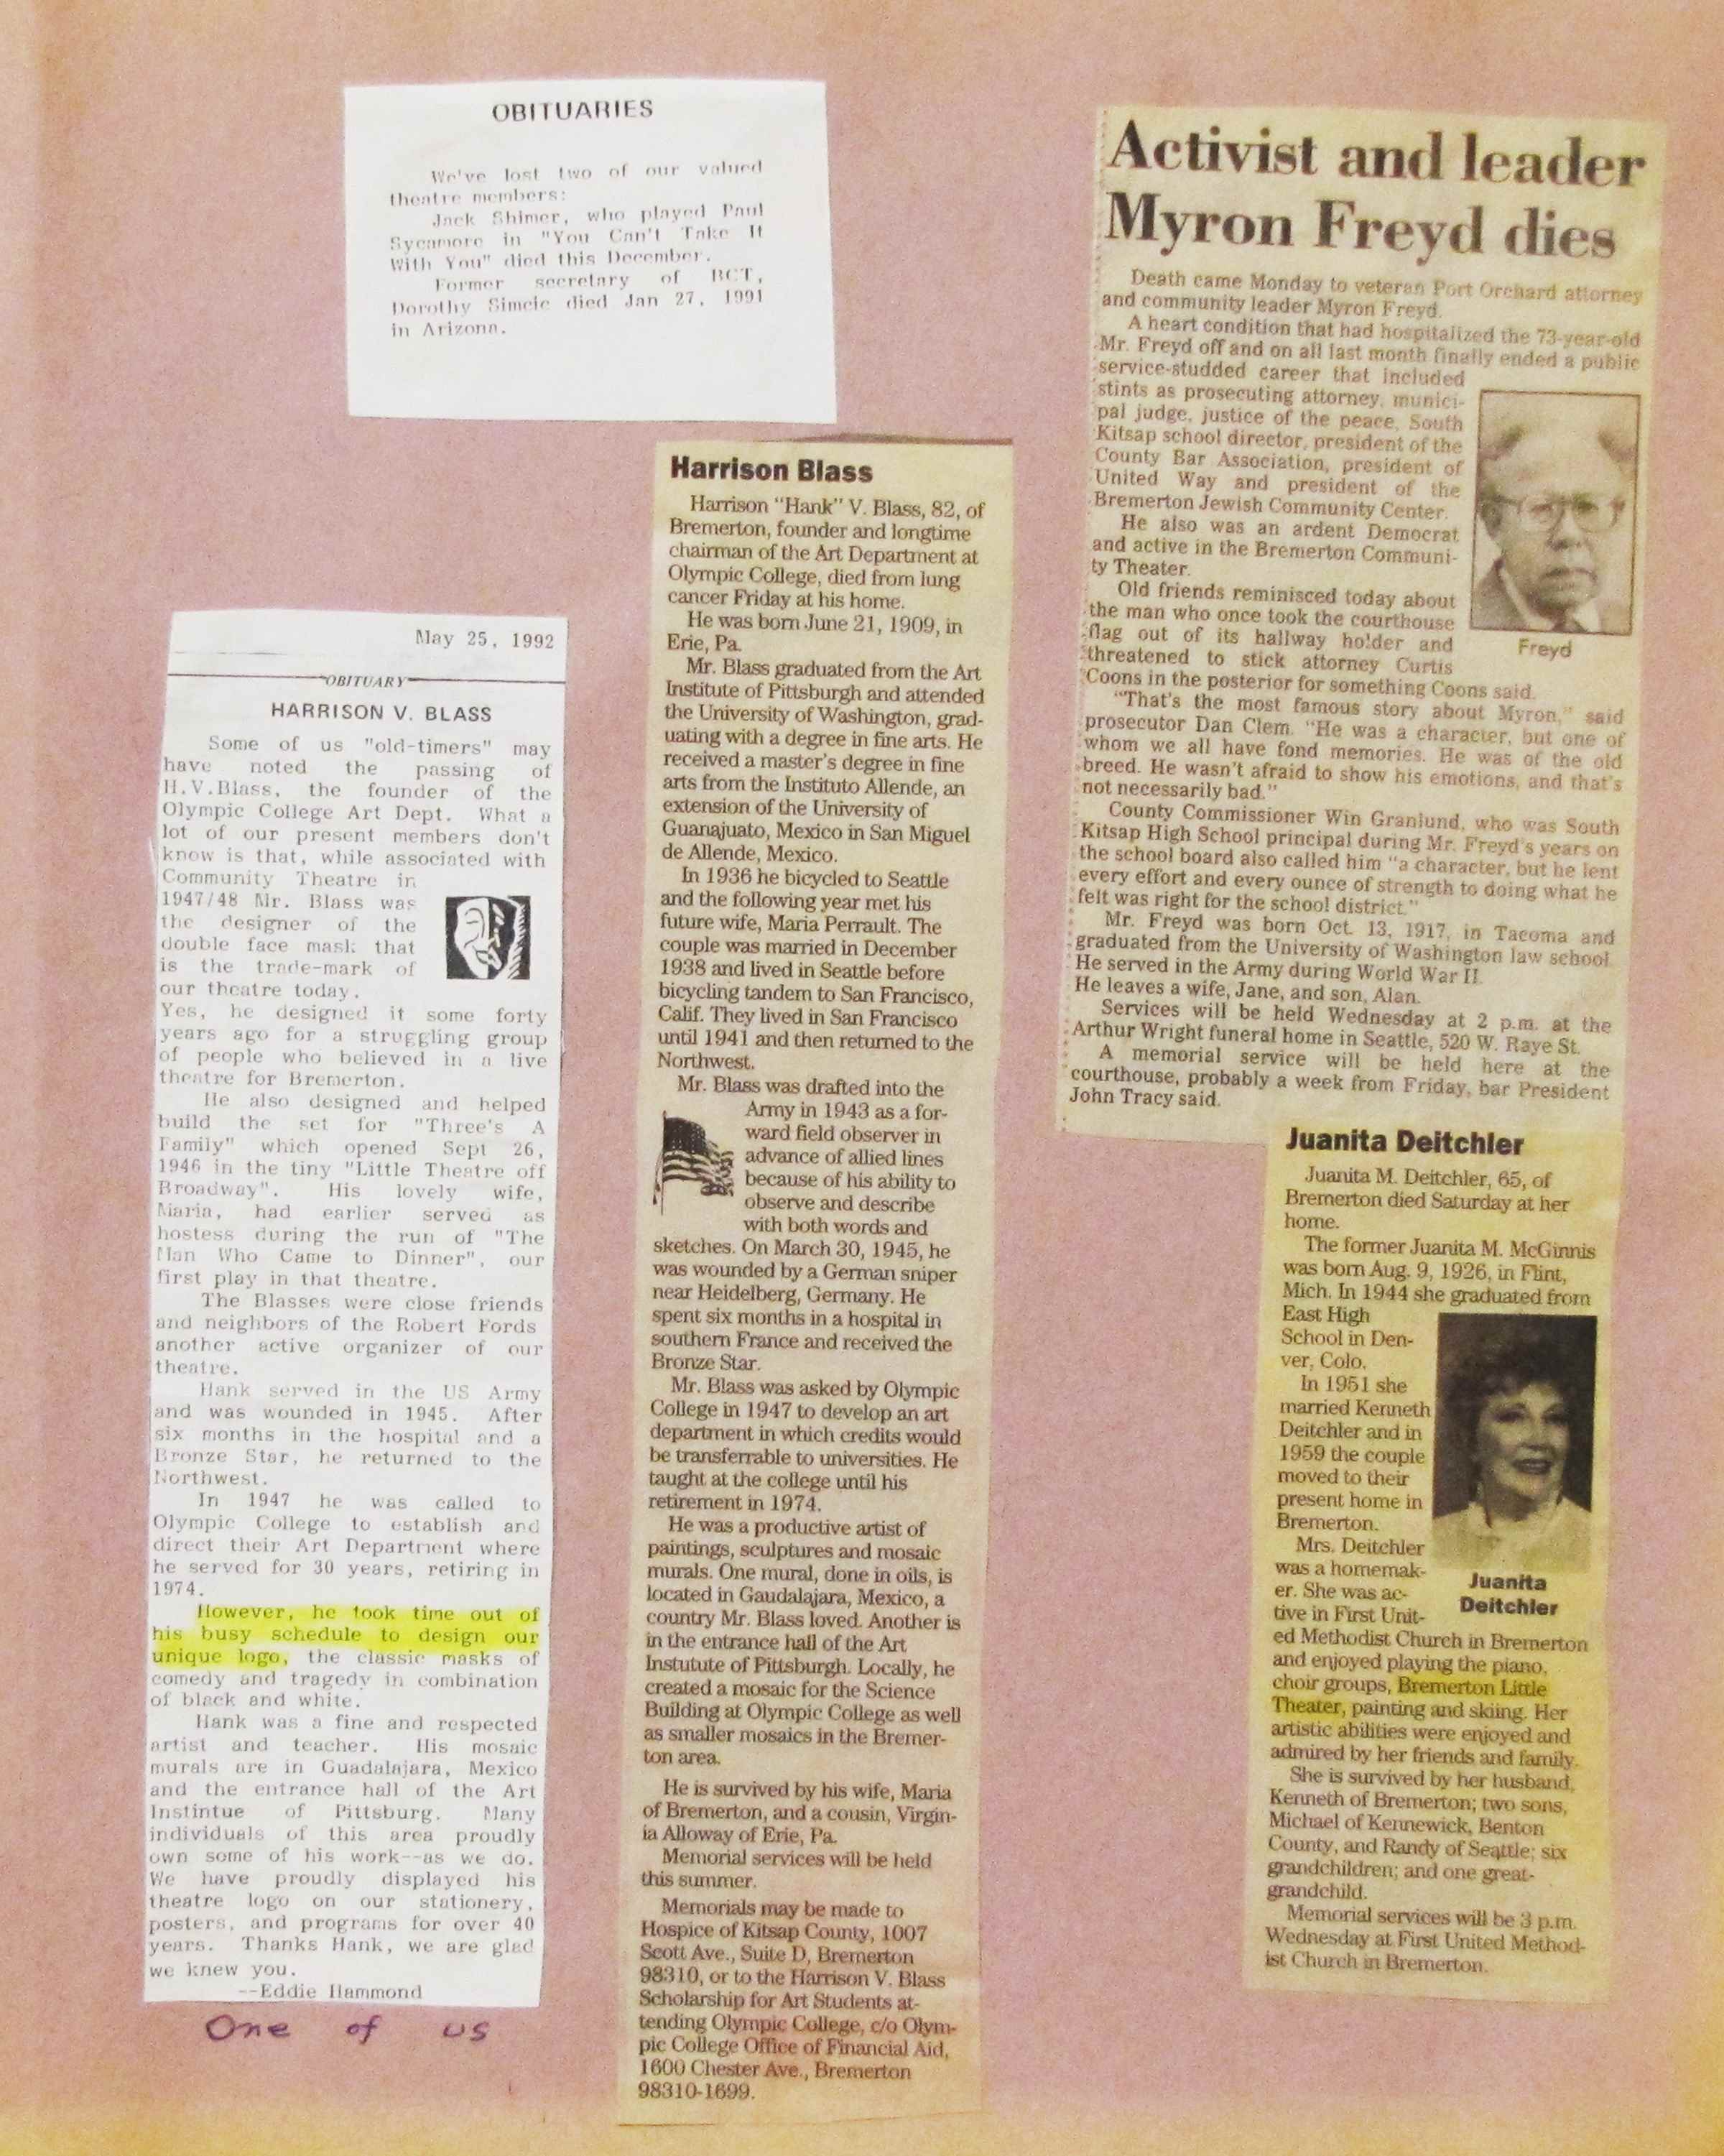 OBITUARIES
We've lost two of our valued
theatre members:
Jack Shimer, who played Paul
Sycamore in "You Can't Take It
With You" died this December.
Former secretary of BCT,
Dorothy Simcic died Jan 27, 1991
in Arizona.
May 25, 1992
OBITUARY
HARRISON V. BLASS
Some of us "old-timers" may
have noted the passing of
H.V.Blass, the founder of the
Olympic College Art Dept. What a
lot of our present members don't
know is that, while associated with
Community Theatre in
1947/48 Mr. Blass was
the designer of the
double face mask that
is the trade-mark of
our theatre today.
Yes, he designed it some forty
years ago for a struggling group
of people who believed in a live
theatre for Bremerton.
He also designed and helped
build the set for "Three's A
Family" which opened Sept 26,
1946 in the tiny "Little Theatre off
Broadway". His lovely wife,
Maria, had earlier served as
hostess during the run of "The
Man Who Came to Dinner", our
first play in that theatre.
The Blasses were close friends
and neighbors of the Robert Fords
another active organizer of our
theatre.
Hank served in the US Army
and was wounded in 1945. After
six months in the hospital and a
Bronze Star, he returned to the
Northwest.
In 1947 he was called to
Olympic College to establish and
direct their Art Department where
he served for 30 years, retiring in
1974.
However, he took time out of
his busy schedule to design our
unique logo, the classic masks of
comedy and tragedy in combination
of black and white.
Hank was a fine and respected
artist and teacher. His mosaic
murals are in Guadalajara, Mexico
and the entrance hall of the Art
Instintue of Pittsburg. Many
individuals of this area proudly
own some of his work--as we do.
We have proudly displayed his
theatre logo on our stationery,
posters, and programs for over 40
years. Thanks Hank, we are glad
we knew you.
--Eddie Hammond
One of us
Harrison Blass
Harrison "Hank" V. Blass, 82, of
Bremerton, founder and longtime
chairman of the Art Department at
Olympic College, died from lung
cancer Friday at his home.
He was born June 21, 1909, in
Erie, Pa.
Mr. Blass graduated from the Art
Institute of Pittsburgh and attended
the University of Washington, grad-
uating with a degree in fine arts. He
received a master's degree in fine
arts from the Instituto Allende, an
extension of the University of
Guanajuato, Mexico in San Miguel
de Allende, Mexico.
In 1936 he bicycled to Seattle
and the following year met his
future wife, Maria Perrault. The
couple was married in December
1938 and lived in Seattle before
bicycling tandem to San Francisco,
Calif. They lived in San Francisco
until 1941 and then returned to the
Northwest.
Mr. Blass was drafted into the
Army in 1943 as a for-
ward field observer in
advance of allied lines
because of his ability to
observe and describe
with both words and
sketches. On March 30, 1945, he
was wounded by a German sniper
near Heidelberg, Germany. He
spent six months in a hospital in
southern France and received the
Bronze Star.
Mr. Blass was asked by Olympic
College in 1947 to develop an art
department in which credits would
be transferrable to universities. He
taught at the college until his
retirement in 1974.
He was a productive artist of
paintings, sculptures and mosaic
murals. One mural, done in oils, is
located in Gaudalajara, Mexico, a
country Mr. Blass loved. Another is
in the entrance hall of the Art
Instutute of Pittsburgh. Locally, he
created a mosaic for the Science
Building at Olympic College as well
as smaller mosaics in the Bremer-
ton area.
He is survived by his wife, Maria
of Bremerton, and a cousin, Virgin-
ia Alloway of Erie, Pa.
Memorial services will be held
this summer.
Memorials may be made to
Hospice of Kitsap County, 1007
Scott Ave., Suite D, Bremerton
98310, or to the Harrison V. Blass
Scholarship for Art Students at-
tending Olympic College, c/o Olym-
pic College Office of Financial Aid,
1600 Chester Ave., Bremerton
98310-1699.
Activist and leader
Myron Freyd dies
Death came Monday to veteran Port Orchard attorney
and community leader Myron Freyd.
A heart condition that had hospitalized the 73-year-old
Mr. Freyd off and on all last month finally ended a public
service-studded career that included
stints as prosecuting attorney, munici-
pal judge, justice of the peace, South
Kitsap school director, president of the
County Bar Association, president of
United Way and president of the
Bremerton Jewish Community Center.
He also was an ardent Democrat
and active in the Bremerton Communi-
ty Theater.
Old friends reminisced today about
the man who once took the courthouse
flag out of its hallway holder and
threatened to stick attorney Curtis
Coons in the posterior for something Coons said.
Freyd
"That's the most famous story about Myron," said
prosecutor Dan Clem. "He was a character, but one of
whom we all have fond memories. He was of the old
breed. He wasn't afraid to show his emotions, and that's
not necessarily bad."
County Commissioner Win Granlund, who was South
Kitsap High School principal during Mr. Freyd's years on
the school board also called him "a character, but he lent
every effort and every ounce of strength to doing what he
felt was right for the school district."
Mr. Freyd was born Oct. 13, 1917, in Tacoma and
graduated from the University of Washington law school.
He served in the Army during World War II.
He leaves a wife, Jane, and son, Alan.
Services will be held Wednesday at 2 p.m. at the
Arthur Wright funeral home in Seattle, 520 W. Raye St.
A memorial service will be held here at the
courthouse, probably a week from Friday, bar President
John Tracy said.
Juanita Deitchler
Juanita M. Deitchler, 65, of
Bremerton died Saturday at her
home.
The former Juanita M. McGinnis
was born Aug. 9, 1926, in Flint,
Mich. In 1944 she graduated from
East High
School in Den-
ver, Colo.
In 1951 she
married Kenneth
Deitchler and in
1959 the couple
moved to their
present home in
Bremerton.
Mrs. Deitchler
was a homemak-
er. She was ac-
tive in First Unit-
ed Methodist Church in Bremerton
and enjoyed playing the piano,
choir groups, Bremerton Little
Theater, painting and skiing. Her
artistic abilities were enjoyed and
admired by her friends and family.
She is survived by her husband,
Kenneth of Bremerton; two sons,
Michael of Kennewick, Benton
County, and Randy of Seattle; six
grandchildren; and one great-
grandchild.
Memorial services will be 3 p.m.
Wednesday at First United Method-
ist Church in Bremerton.
Juanita
Deitchler